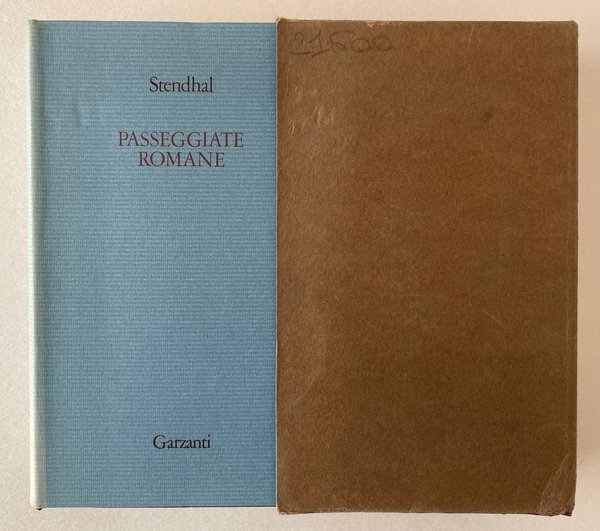 Stendhal
PASSEGGIATE
ROMANE
Garzanti
21600